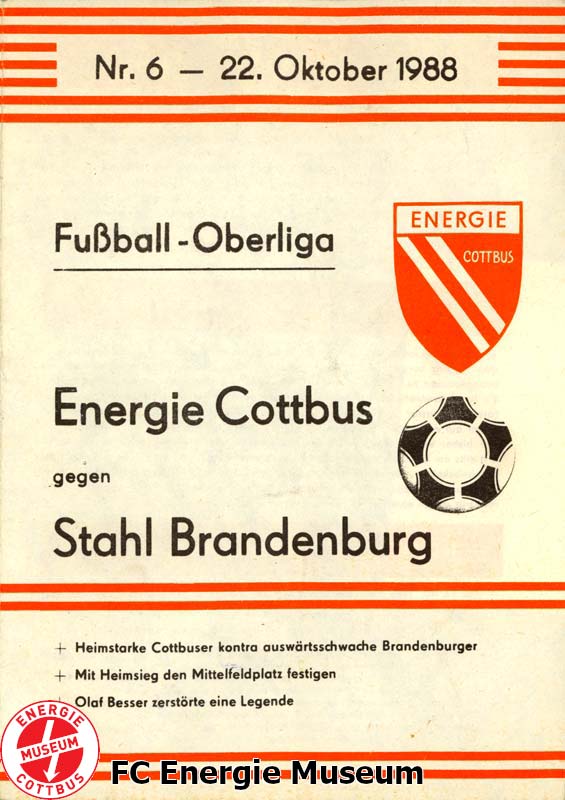 Nr. 6 — 22. Oktober 1988
Fußball-Oberliga
ENERGIE
COTTBUS
Energie Cottbus
gegen
Stahl Brandenburg
+ Heimstarke Cottbuser kontra auswärtsschwache Brandenburger
+ Mit Heimsieg den Mittelfeldplatz festigen
+ Olaf Besser zerstörte eine Legende
ENERGIE
MUSEUM
COTTBUS
FC Energie Museum